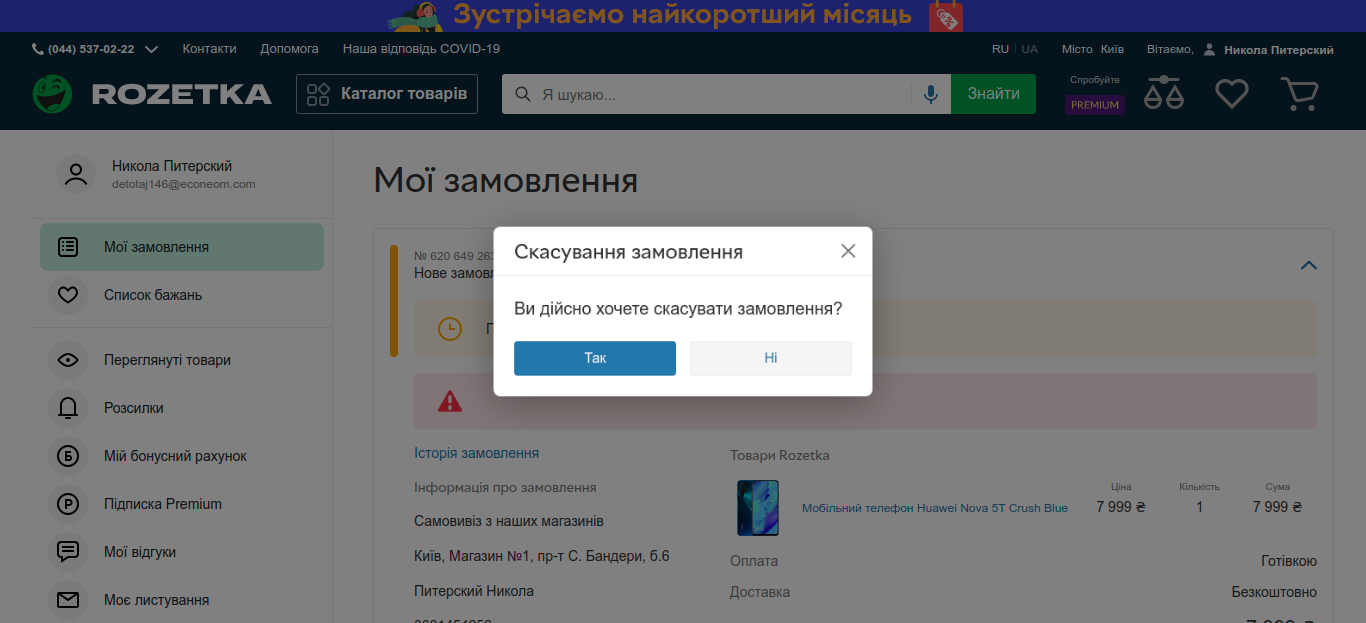 Зустрічаємо найкоротший місяць
(044) 537-02-22 Контакти Допомога Наша відповідь COVID-19 RU UA Місто Київ Вітаємо, Никола Питерский
ROZETKA Каталог товарів Я шукаю... Знайти Спробуйте
PREMIUM
Никола Питерский
detotaj146@econeom.com
Мої замовлення
Список бажань
Переглянуті товари
Розсилки
Мій бонусний рахунок
Підписка Premium
Мої відгуки
Моє листування
Мої замовлення
№ 620 649 263
Нове
Скасування замовлення
Ви дійсно хочете скасувати замовлення?
Так Ні
Історія замовлення
Інформація про замовлення
Самовивіз з наших магазинів
Київ, Магазин №1, пр-т С. Бандери, б.6
Питерский Никола
Товари Rozetka
Ціна Кількість Сума
Мобільний телефон Huawei Nova 5T Crush Blue 7 999 ₴ 1 7 999 ₴
Оплата Готівкою
Доставка Безкоштовно